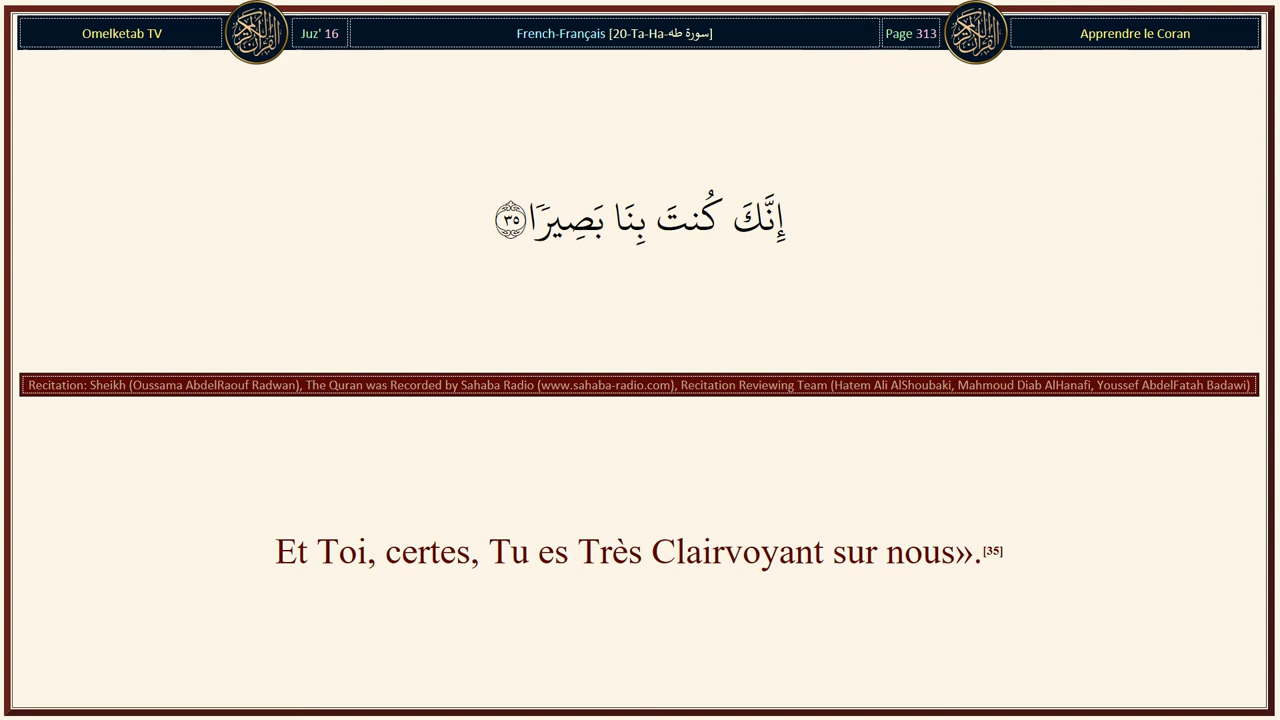 Omelketab TV
Juz' 16
French-Français [20-Ta-Ha-سورة طه]
Page 313
Apprendre le Coran
إِنَّكَ كُنتَ بِنَا بَصِيرٗا ٣٥
Recitation: Sheikh (Oussama AbdelRaouf Radwan), The Quran was Recorded by Sahaba Radio (www.sahaba-radio.com), Recitation Reviewing Team (Hatem Ali AlShoubaki, Mahmoud Diab AlHanafi, Youssef AbdelFatah Badawi)
Et Toi, certes, Tu es Très Clairvoyant sur nous».[35]